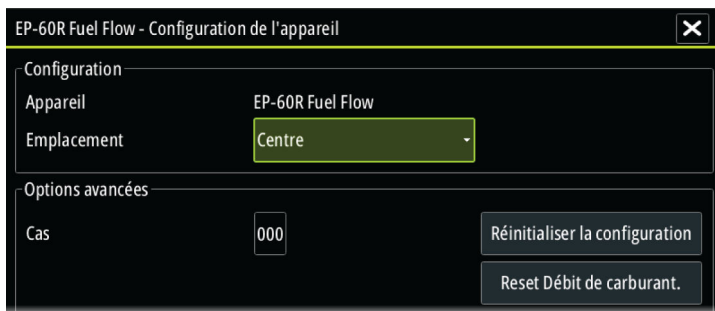 EP-60R Fuel Flow - Configuration de l'appareil
Configuration
Appareil EP-60R Fuel Flow
Emplacement Centre
Options avancées
Cas 000 Réinitialiser la configuration
Reset Débit de carburant.